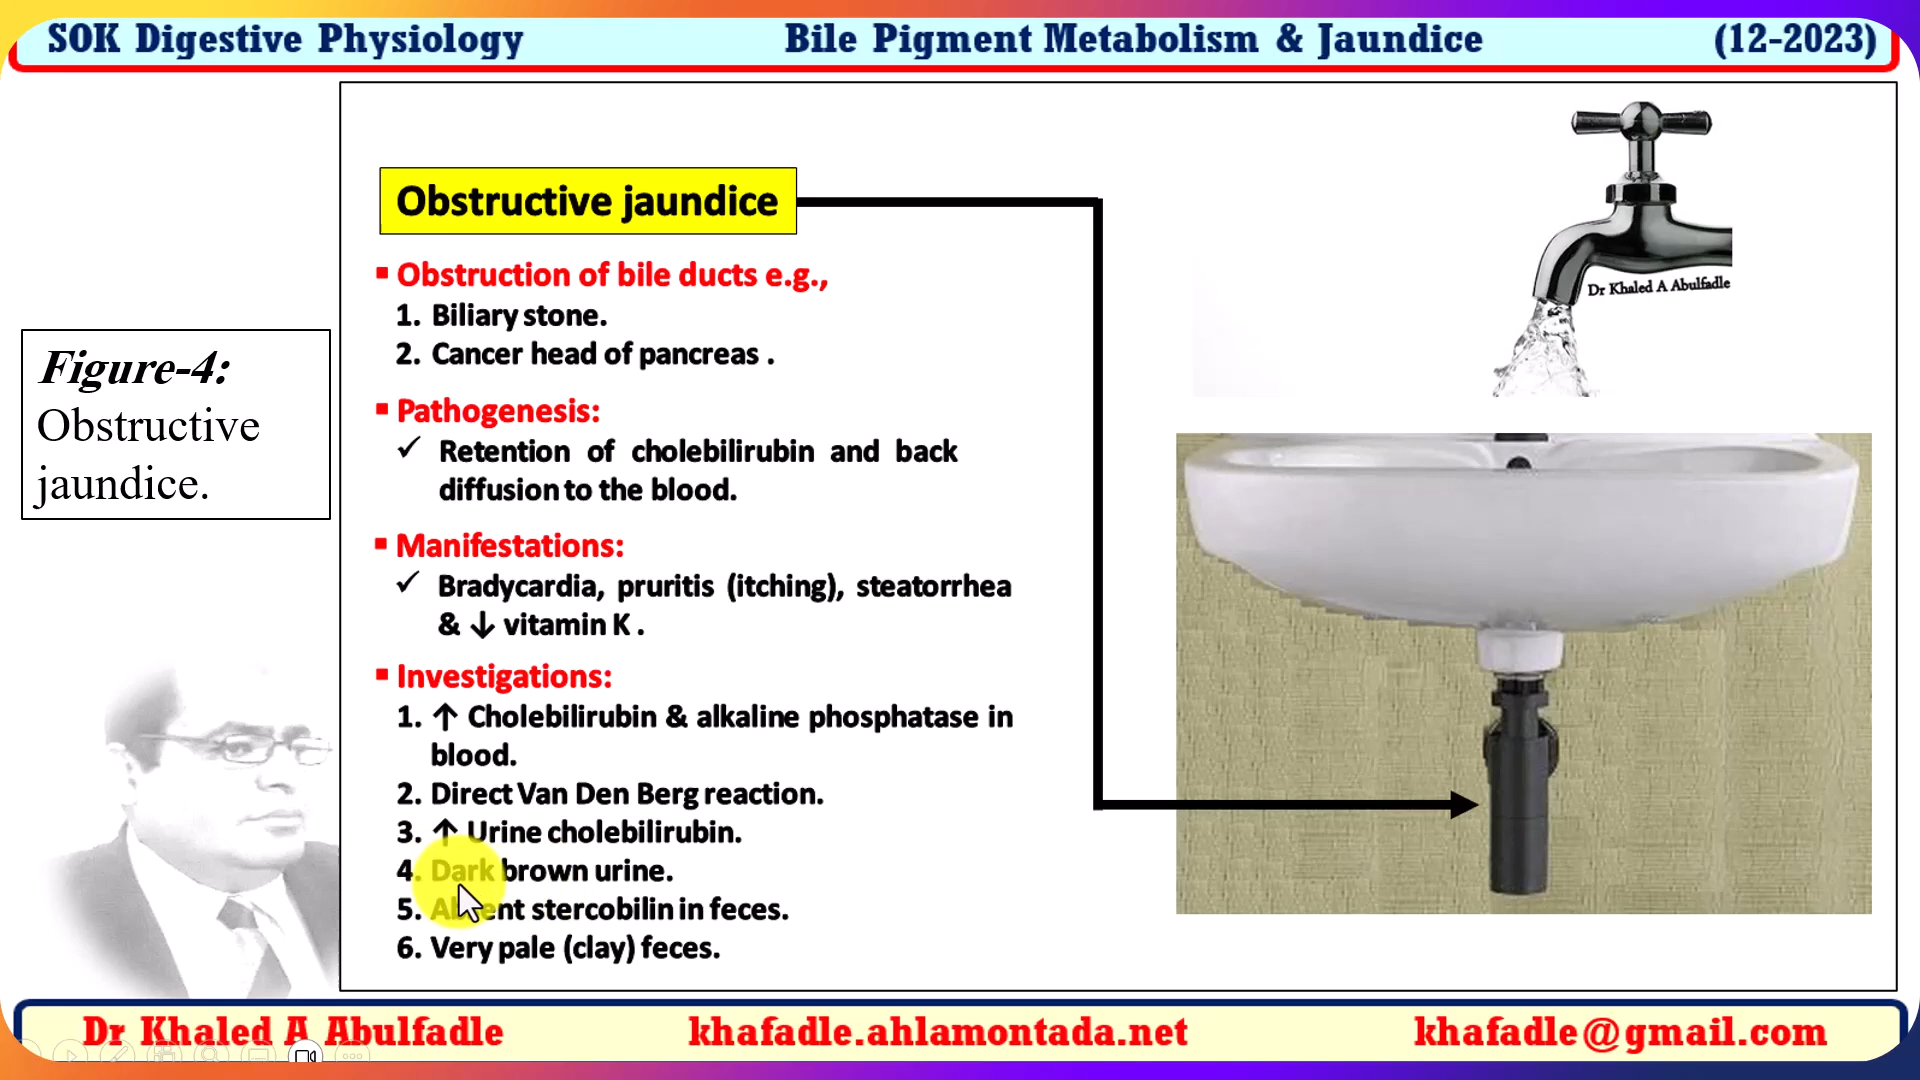 SOK Digestive Physiology Bile Pigment Metabolism & Jaundice (12-2023)
Figure-4:
Obstructive
jaundice.
Obstructive jaundice
▪ Obstruction of bile ducts e.g.,
1. Biliary stone.
2. Cancer head of pancreas .
▪ Pathogenesis:
✓ Retention of cholebilirubin and back
diffusion to the blood.
▪ Manifestations:
✓ Bradycardia, pruritis (itching), steatorrhea
& ↓ vitamin K .
▪ Investigations:
1. ↑ Cholebilirubin & alkaline phosphatase in
blood.
2. Direct Van Den Berg reaction.
3. ↑ Urine cholebilirubin.
4. Dark brown urine.
5. Absent stercobilin in feces.
6. Very pale (clay) feces.
Dr Khaled A Abulfadle
Dr Khaled A Abulfadle khafadle.ahlamontada.net khafadle@gmail.com